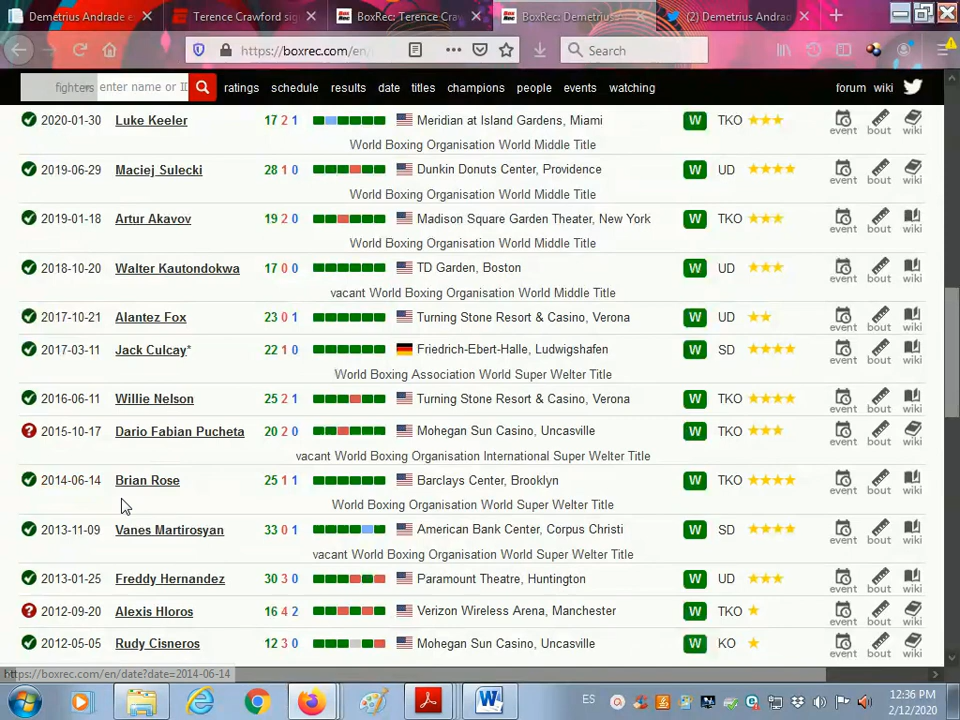 Demetrius Andrade e
Terence Crawford sig
BoxRec: Terence Craw
BoxRec: Demetrius
(2) Demetrius Andrad
https://boxrec.com/en/
Search
fighters enter name or ID ratings schedule results date titles champions people events watching forum wiki
2020-01-30 Luke Keeler 17 2 1 Meridian at Island Gardens, Miami W TKO event bout wiki
World Boxing Organisation World Middle Title
2019-06-29 Maciej Sulecki 28 1 0 Dunkin Donuts Center, Providence W UD event bout wiki
World Boxing Organisation World Middle Title
2019-01-18 Artur Akavov 19 2 0 Madison Square Garden Theater, New York W TKO event bout wiki
World Boxing Organisation World Middle Title
2018-10-20 Walter Kautondokwa 17 0 0 TD Garden, Boston W UD event bout wiki
vacant World Boxing Organisation World Middle Title
2017-10-21 Alantez Fox 23 0 1 Turning Stone Resort & Casino, Verona W UD event bout wiki
2017-03-11 Jack Culcay* 22 1 0 Friedrich-Ebert-Halle, Ludwigshafen W SD event bout wiki
World Boxing Association World Super Welter Title
2016-06-11 Willie Nelson 25 2 1 Turning Stone Resort & Casino, Verona W TKO event bout wiki
2015-10-17 Dario Fabian Pucheta 20 2 0 Mohegan Sun Casino, Uncasville W TKO event bout wiki
vacant World Boxing Organisation International Super Welter Title
2014-06-14 Brian Rose 25 1 1 Barclays Center, Brooklyn W TKO event bout wiki
World Boxing Organisation World Super Welter Title
2013-11-09 Vanes Martirosyan 33 0 1 American Bank Center, Corpus Christi W SD event bout wiki
vacant World Boxing Organisation World Super Welter Title
2013-01-25 Freddy Hernandez 30 3 0 Paramount Theatre, Huntington W UD event bout wiki
2012-09-20 Alexis Hloros 16 4 2 Verizon Wireless Arena, Manchester W TKO event bout wiki
2012-05-05 Rudy Cisneros 12 3 0 Mohegan Sun Casino, Uncasville W KO event bout wiki
https://boxrec.com/en/date?date=2014-06-14
ES
12:36 PM
2/12/2020